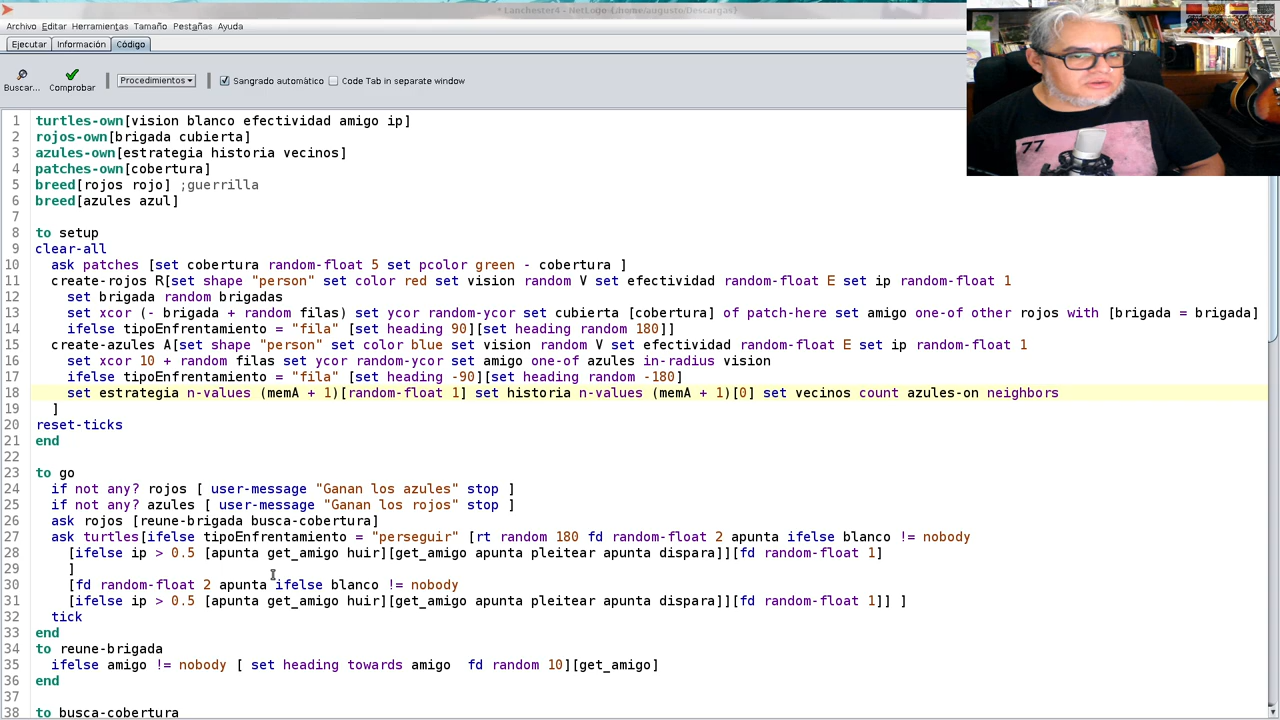 * Lanchester4 - NetLogo {/home/augusto/Descargas}
Archivo Editar Herramientas Tamaño Pestañas Ayuda
Ejecutar Información Código
Buscar... Comprobar Procedimientos Sangrado automático Code Tab in separate window
1 turtles-own[vision blanco efectividad amigo ip]
2 rojos-own[brigada cubierta]
3 azules-own[estrategia historia vecinos]
4 patches-own[cobertura]
5 breed[rojos rojo] ;guerrilla
6 breed[azules azul]
7
8 to setup
9 clear-all
10 ask patches [set cobertura random-float 5 set pcolor green - cobertura ]
11 create-rojos R[set shape "person" set color red set vision random V set efectividad random-float E set ip random-float 1
12 set brigada random brigadas
13 set xcor (- brigada + random filas) set ycor random-ycor set cubierta [cobertura] of patch-here set amigo one-of other rojos with [brigada = brigada]
14 ifelse tipoEnfrentamiento = "fila" [set heading 90][set heading random 180]]
15 create-azules A[set shape "person" set color blue set vision random V set efectividad random-float E set ip random-float 1
16 set xcor 10 + random filas set ycor random-ycor set amigo one-of azules in-radius vision
17 ifelse tipoEnfrentamiento = "fila" [set heading -90][set heading random -180]
18 set estrategia n-values (memA + 1)[random-float 1] set historia n-values (memA + 1)[0] set vecinos count azules-on neighbors
19 ]
20 reset-ticks
21 end
22
23 to go
24 if not any? rojos [ user-message "Ganan los azules" stop ]
25 if not any? azules [ user-message "Ganan los rojos" stop ]
26 ask rojos [reune-brigada busca-cobertura]
27 ask turtles[ifelse tipoEnfrentamiento = "perseguir" [rt random 180 fd random-float 2 apunta ifelse blanco != nobody
28 [ifelse ip > 0.5 [apunta get_amigo huir][get_amigo apunta pleitear apunta dispara]][fd random-float 1]
29 ]
30 [fd random-float 2 apunta ifelse blanco != nobody
31 [ifelse ip > 0.5 [apunta get_amigo huir][get_amigo apunta pleitear apunta dispara]][fd random-float 1]] ]
32 tick
33 end
34 to reune-brigada
35 ifelse amigo != nobody [ set heading towards amigo fd random 10][get_amigo]
36 end
37
38 to busca-cobertura
77